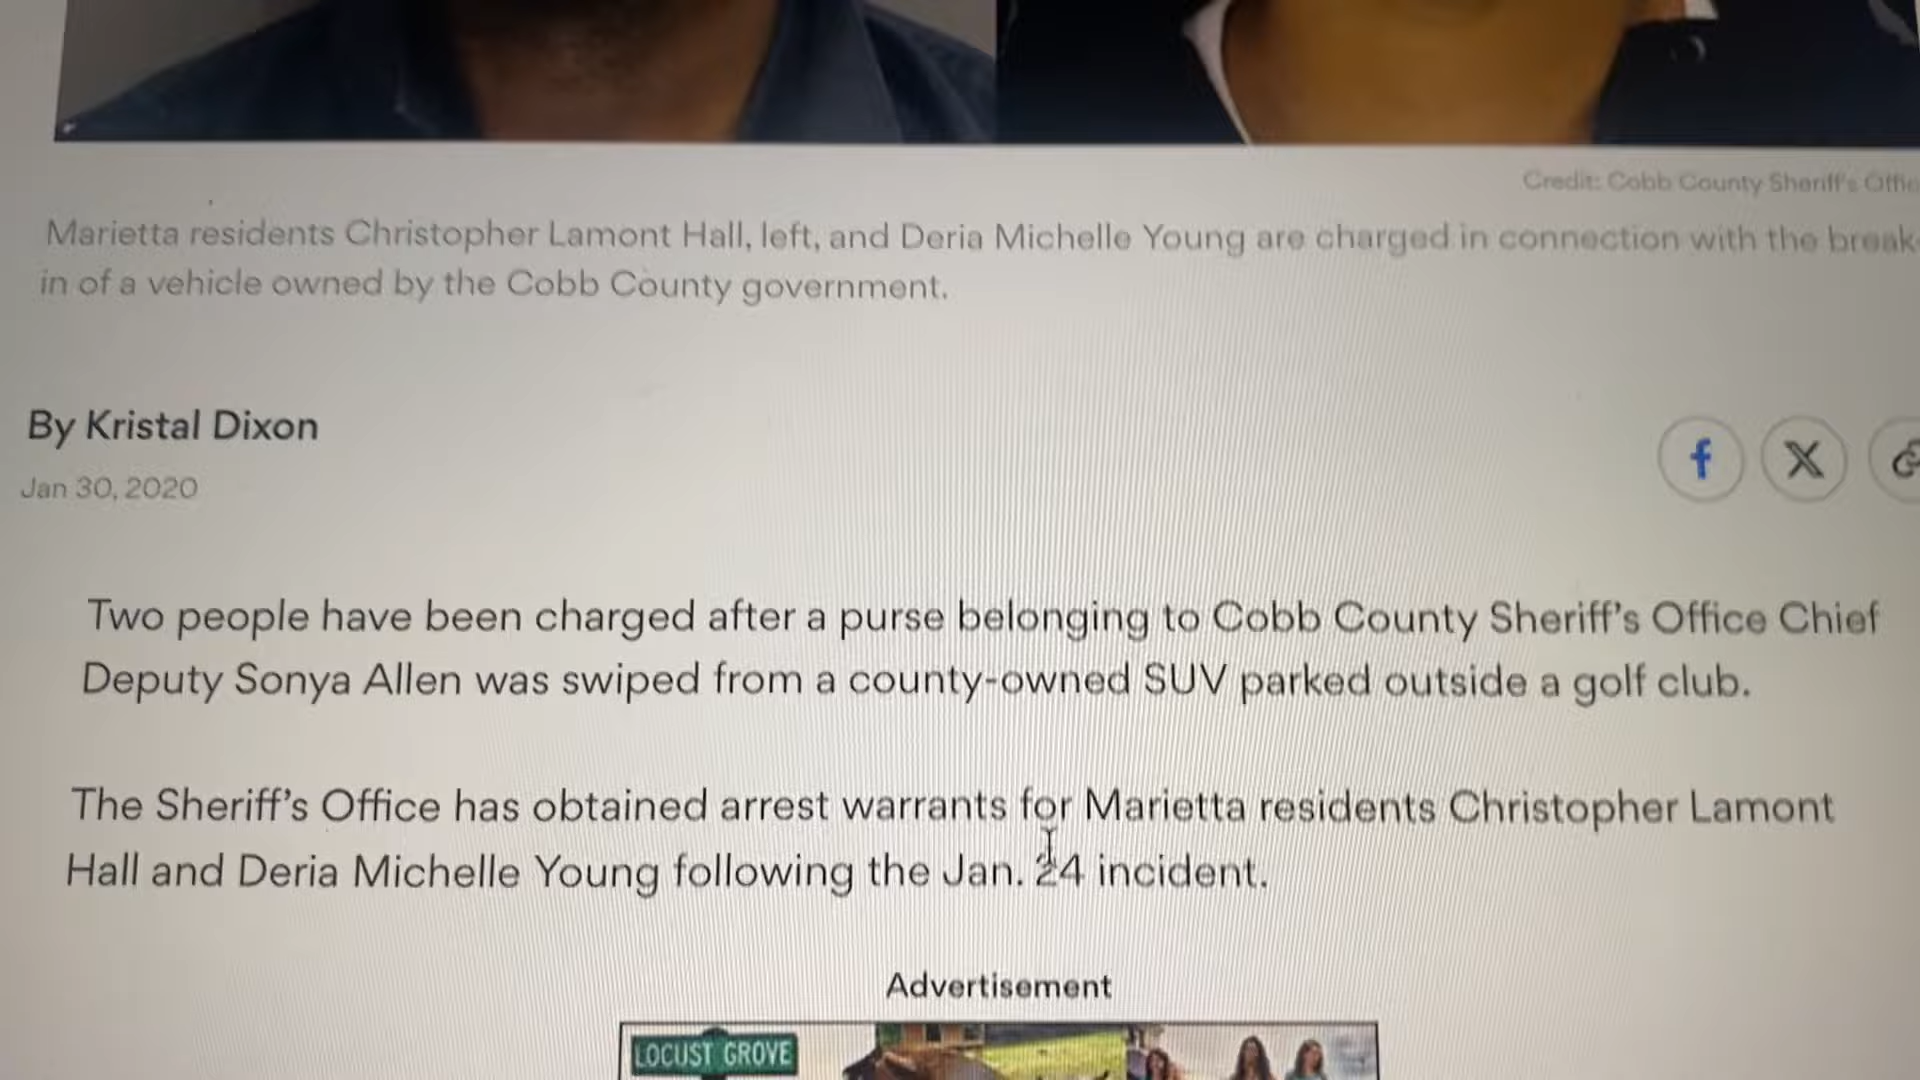 Credit: Cobb County Sheriff's Offic
Marietta residents Christopher Lamont Hall, left, and Deria Michelle Young are charged in connection with the break-
in of a vehicle owned by the Cobb County government.
By Kristal Dixon
Jan 30, 2020
Two people have been charged after a purse belonging to Cobb County Sheriff's Office Chief
Deputy Sonya Allen was swiped from a county-owned SUV parked outside a golf club.
The Sheriff's Office has obtained arrest warrants for Marietta residents Christopher Lamont
Hall and Deria Michelle Young following the Jan. 24 incident.
Advertisement
LOCUST GROVE